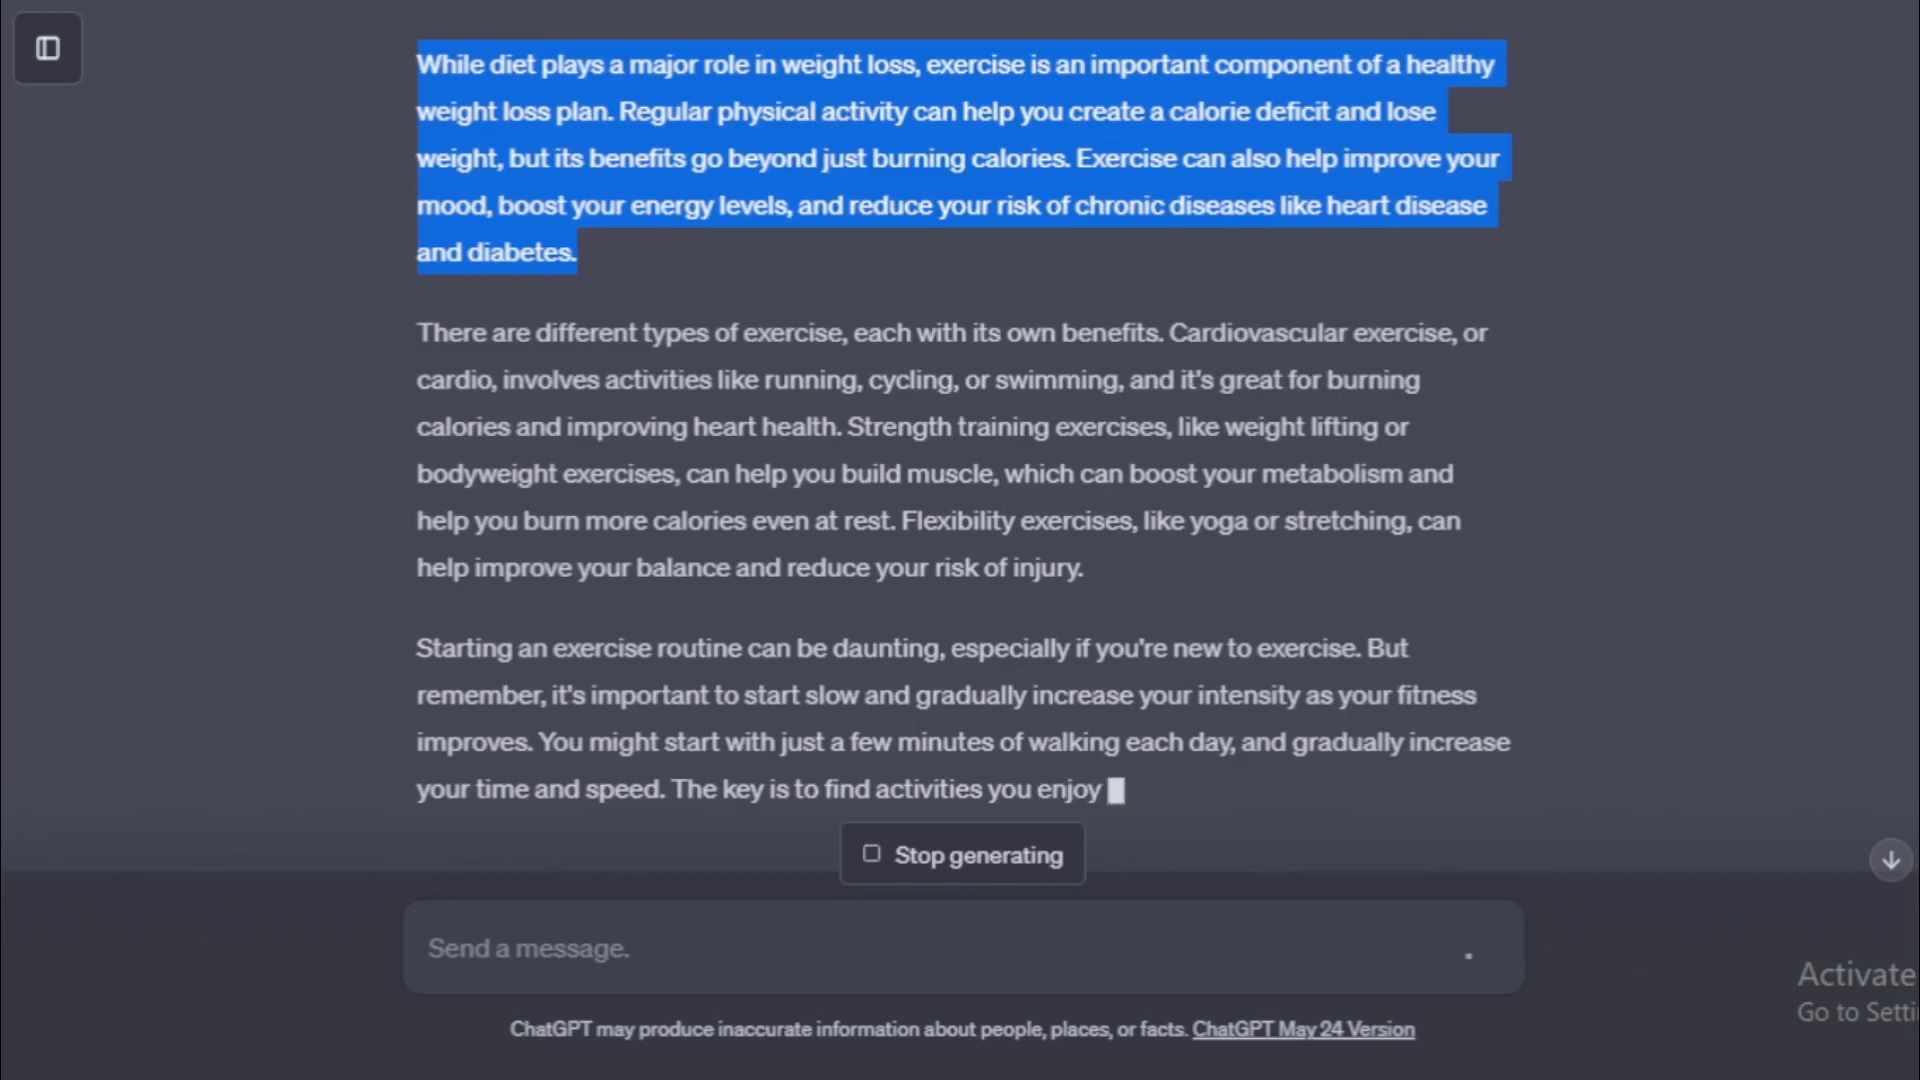 While diet plays a major role in weight loss, exercise is an important component of a healthy
weight loss plan. Regular physical activity can help you create a calorie deficit and lose
weight, but its benefits go beyond just burning calories. Exercise can also help improve your
mood, boost your energy levels, and reduce your risk of chronic diseases like heart disease
and diabetes.
There are different types of exercise, each with its own benefits. Cardiovascular exercise, or
cardio, involves activities like running, cycling, or swimming, and it's great for burning
calories and improving heart health. Strength training exercises, like weight lifting or
bodyweight exercises, can help you build muscle, which can boost your metabolism and
help you burn more calories even at rest. Flexibility exercises, like yoga or stretching, can
help improve your balance and reduce your risk of injury.
Starting an exercise routine can be daunting, especially if you're new to exercise. But
remember, it's important to start slow and gradually increase your intensity as your fitness
improves. You might start with just a few minutes of walking each day, and gradually increase
your time and speed. The key is to find activities you enjoy
Stop generating
Send a message.
Activate
Go to Setti
ChatGPT may produce inaccurate information about people, places, or facts. ChatGPT May 24 Version